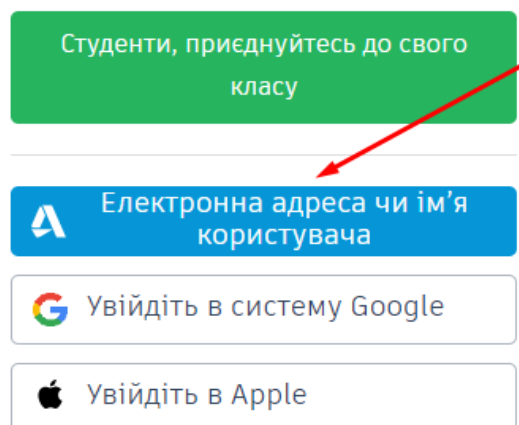 Студенти, приєднуйтесь до свого
класу
Електронна адреса чи ім’я
користувача
Увійдіть в систему Google
Увійдіть в Apple